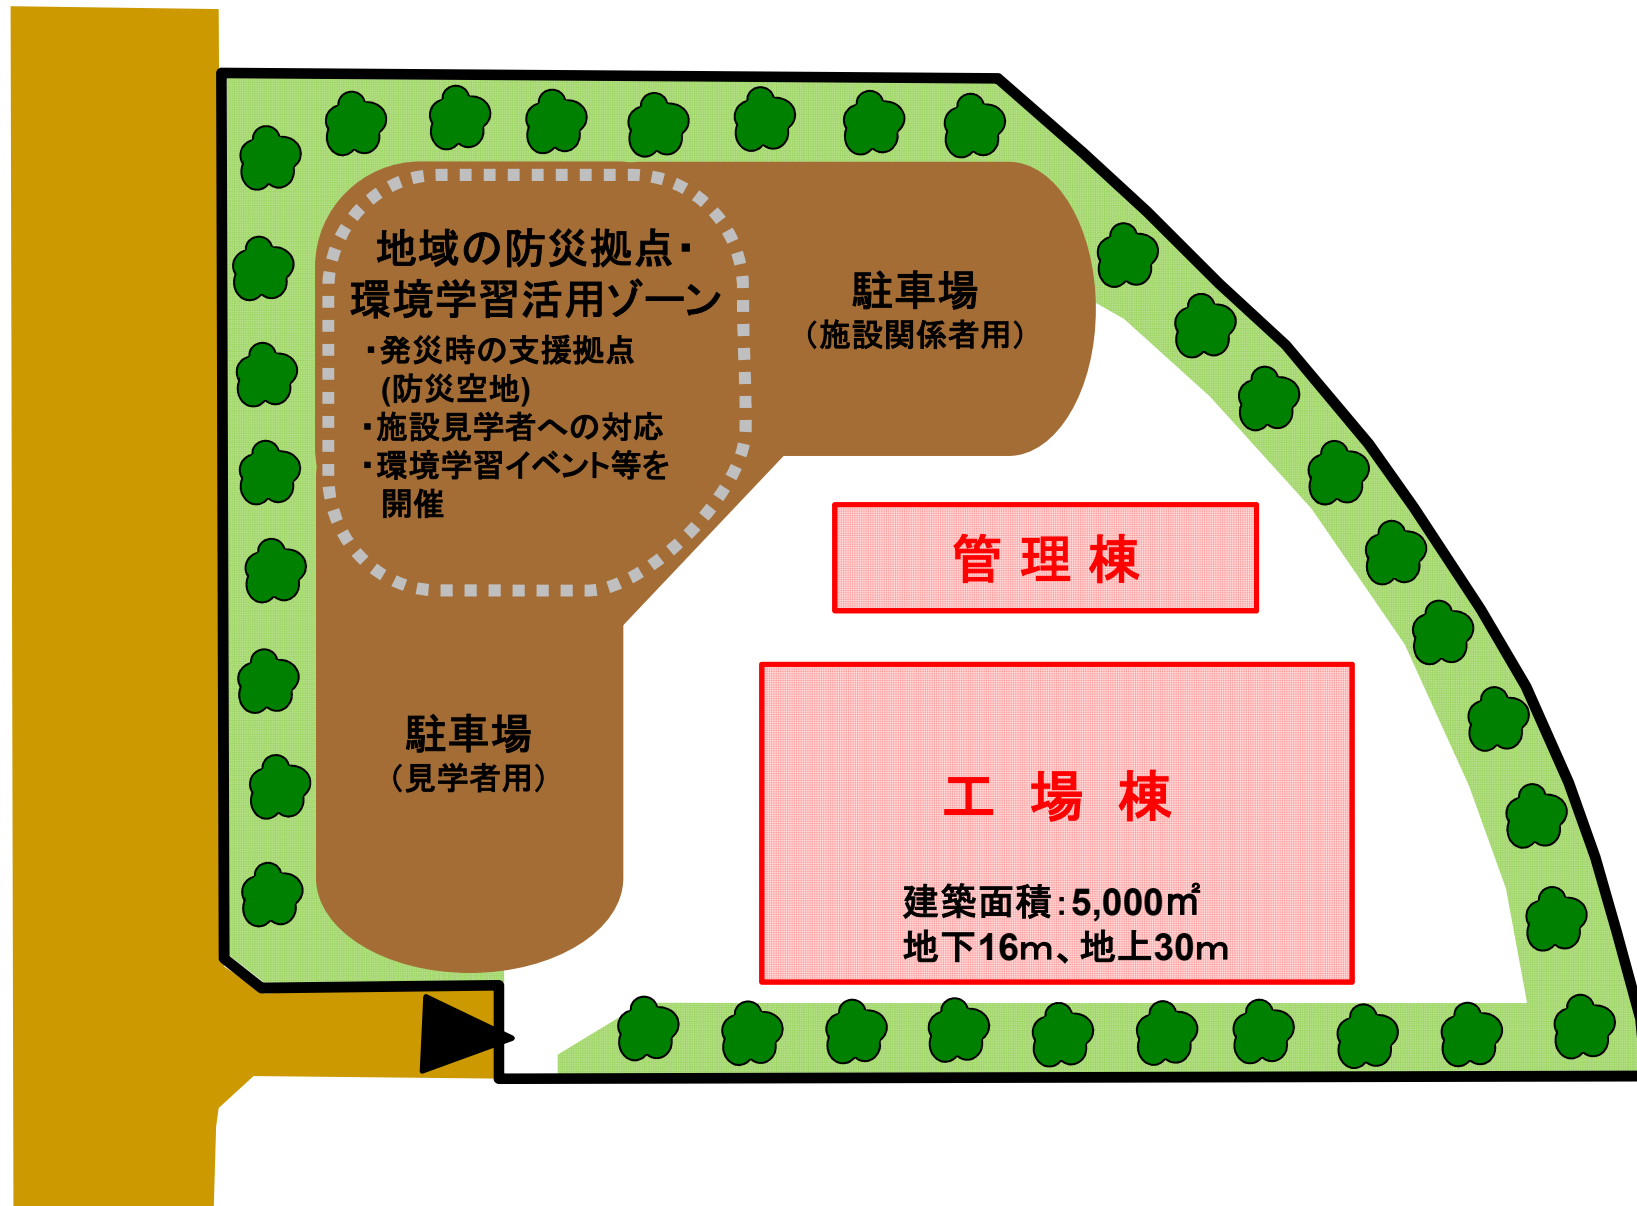 地域の防災拠点・
環境学習活用ゾーン
・発災時の支援拠点
(防災空地)
・施設見学者への対応
・環境学習イベント等を
開催
駐車場
（施設関係者用）
管理棟
駐車場
（見学者用）
工場棟
建築面積：5,000㎡
地下16ｍ、地上30ｍ